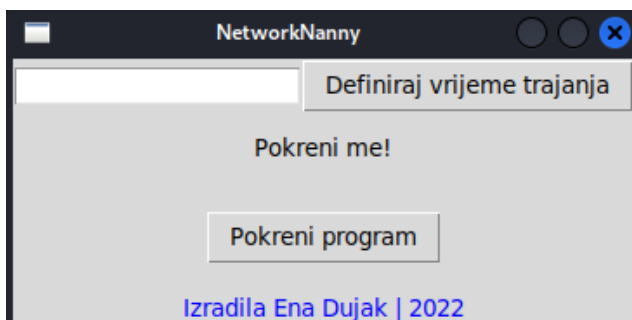 NetworkNanny
Definiraj vrijeme trajanja
Pokreni me!
Pokreni program
Izradila Ena Dujak | 2022